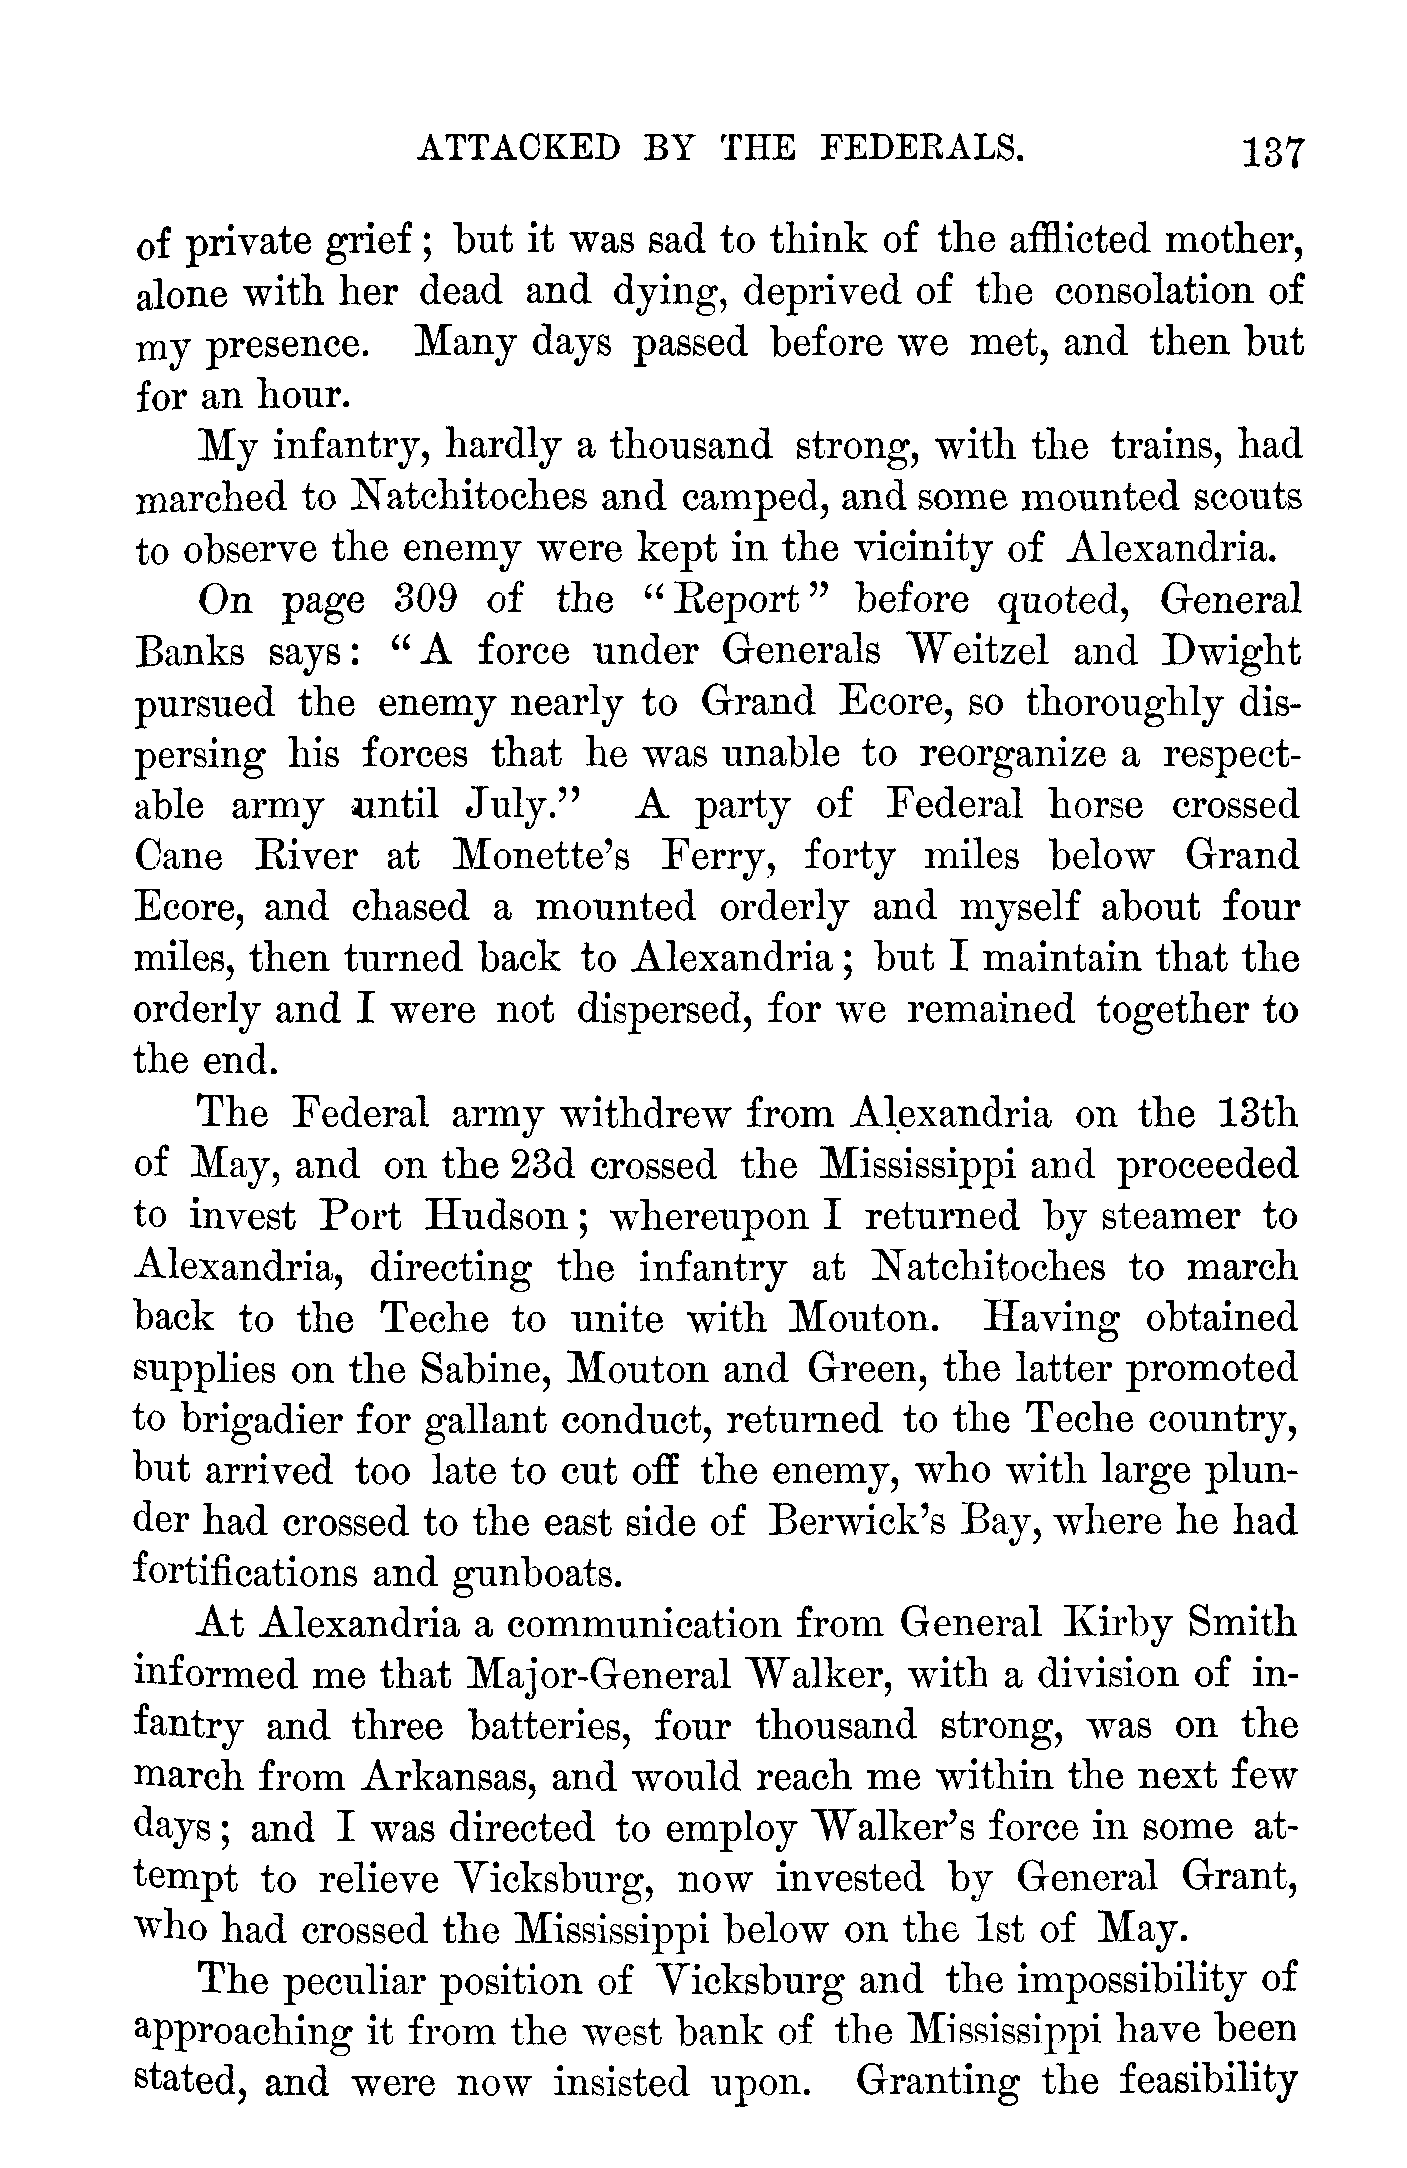 ATTACKED BY THE FEDERALS. 137
of private grief; but it was sad to think of the afflicted mother,
alone with her dead and dying, deprived of the consolation of
my presence. Many days passed before we met, and then but
for an hour.
My infantry, hardly a thousand strong, with the trains, had
marched to Natchitoches and camped, and some mounted scouts
to observe the enemy were kept in the vicinity of Alexandria.
On page 309 of the "Report" before quoted, General
Banks says: "A force under Generals Weitzel and Dwight
pursued the enemy nearly to Grand Ecore, so thoroughly dis-
persing his forces that he was unable to reorganize a respect-
able army until July." A party of Federal horse crossed
Cane River at Monette's Ferry, forty miles below Grand
Ecore, and chased a mounted orderly and myself about four
miles, then turned back to Alexandria; but I maintain that the
orderly and I were not dispersed, for we remained together to
the end.
The Federal army withdrew from Alexandria on the 13th
of May, and on the 23d crossed the Mississippi and proceeded
to invest Port Hudson; whereupon I returned by steamer to
Alexandria, directing the infantry at Natchitoches to march
back to the Teche to unite with Mouton. Having obtained
supplies on the Sabine, Mouton and Green, the latter promoted
to brigadier for gallant conduct, returned to the Teche country,
but arrived too late to cut off the enemy, who with large plun-
der had crossed to the east side of Berwick's Bay, where he had
fortifications and gunboats.
At Alexandria a communication from General Kirby Smith
informed me that Major-General Walker, with a division of in-
fantry and three batteries, four thousand strong, was on the
march from Arkansas, and would reach me within the next few
days; and I was directed to employ Walker's force in some at-
tempt to relieve Vicksburg, now invested by General Grant,
who had crossed the Mississippi below on the 1st of May.
The peculiar position of Vicksburg and the impossibility of
approaching it from the west bank of the Mississippi have been
stated, and were now insisted upon. Granting the feasibility